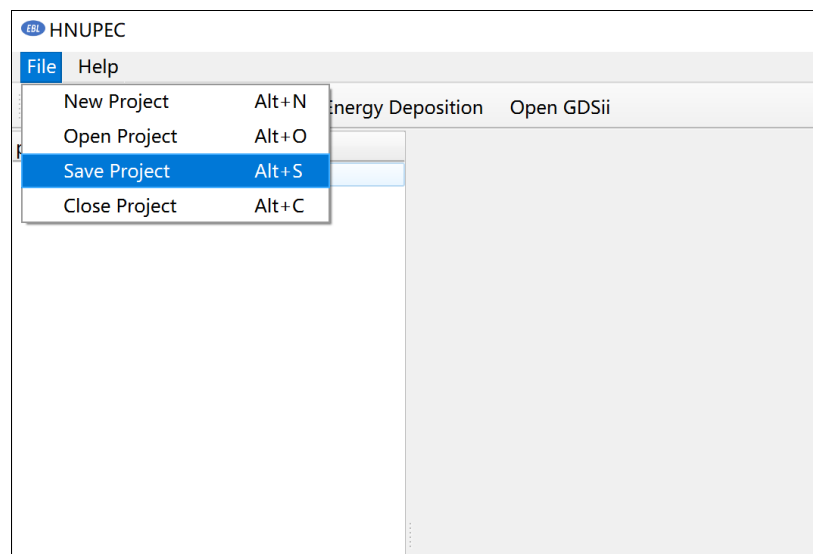 EBL HNUPEC
File Help
New Project Alt+N
Energy Deposition Open GDSii
Open Project Alt+O
Save Project Alt+S
Close Project Alt+C